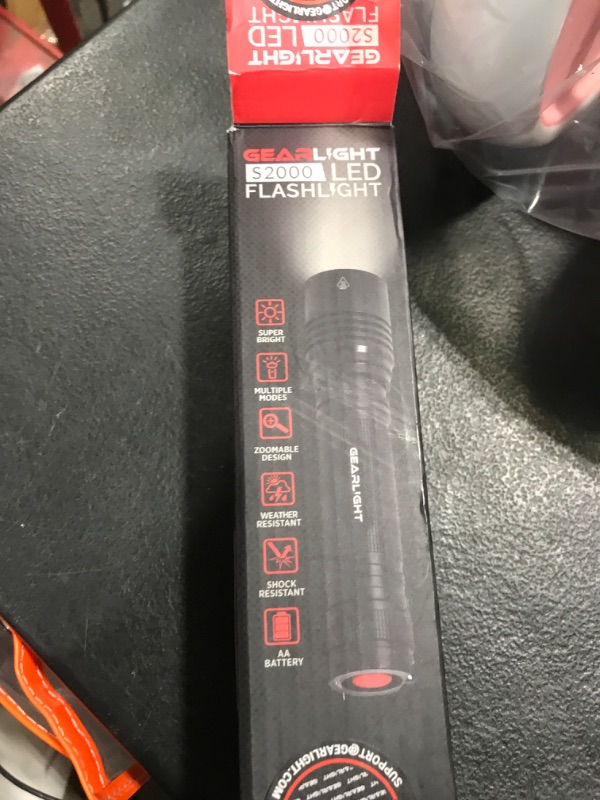 GEARLIGHT
S2000 LED
FLASHLIGHT
GEARLIGHT
S2000 LED
FLASHLIGHT
SUPER
BRIGHT
MULTIPLE
MODES
ZOOMABLE
DESIGN
WEATHER
RESISTANT
SHOCK
RESISTANT
AA
BATTERY
GEARLIGHT
SUPPORT@GEARLIGHT.COM